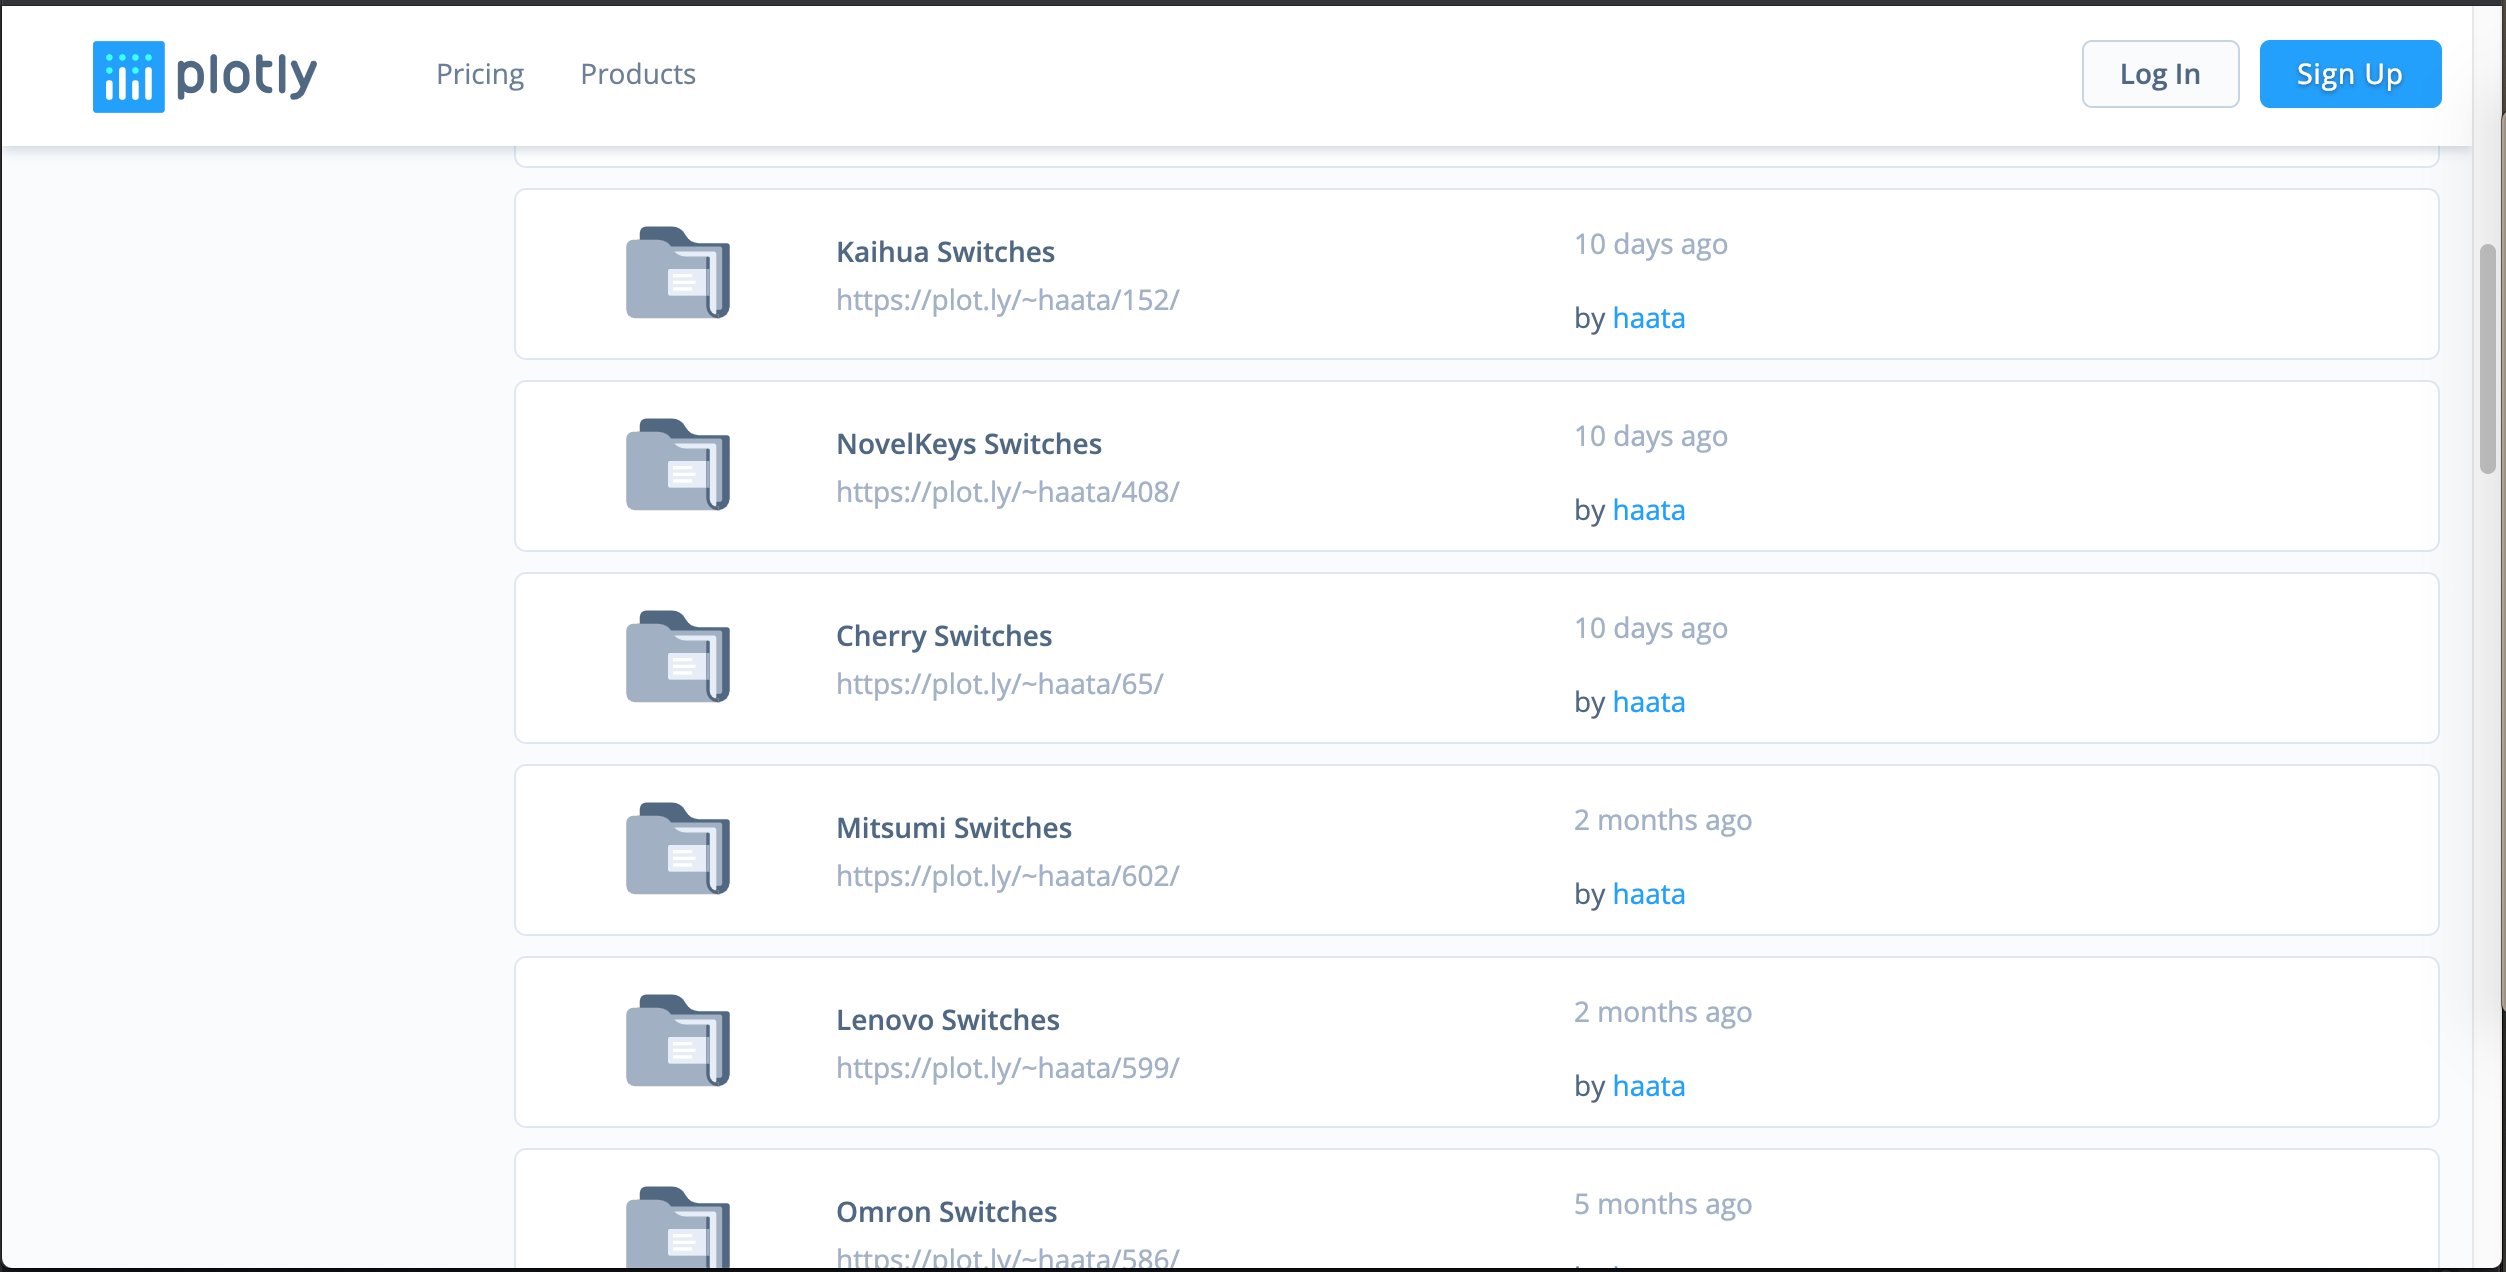 plotly
Pricing
Products
Log In
Sign Up
Kaihua Switches
https://plot.ly/~haata/152/
10 days ago
by haata
NovelKeys Switches
https://plot.ly/~haata/408/
10 days ago
by haata
Cherry Switches
https://plot.ly/~haata/65/
10 days ago
by haata
Mitsumi Switches
https://plot.ly/~haata/602/
2 months ago
by haata
Lenovo Switches
https://plot.ly/~haata/599/
2 months ago
by haata
Omron Switches
https://plot.ly/~haata/586/
5 months ago